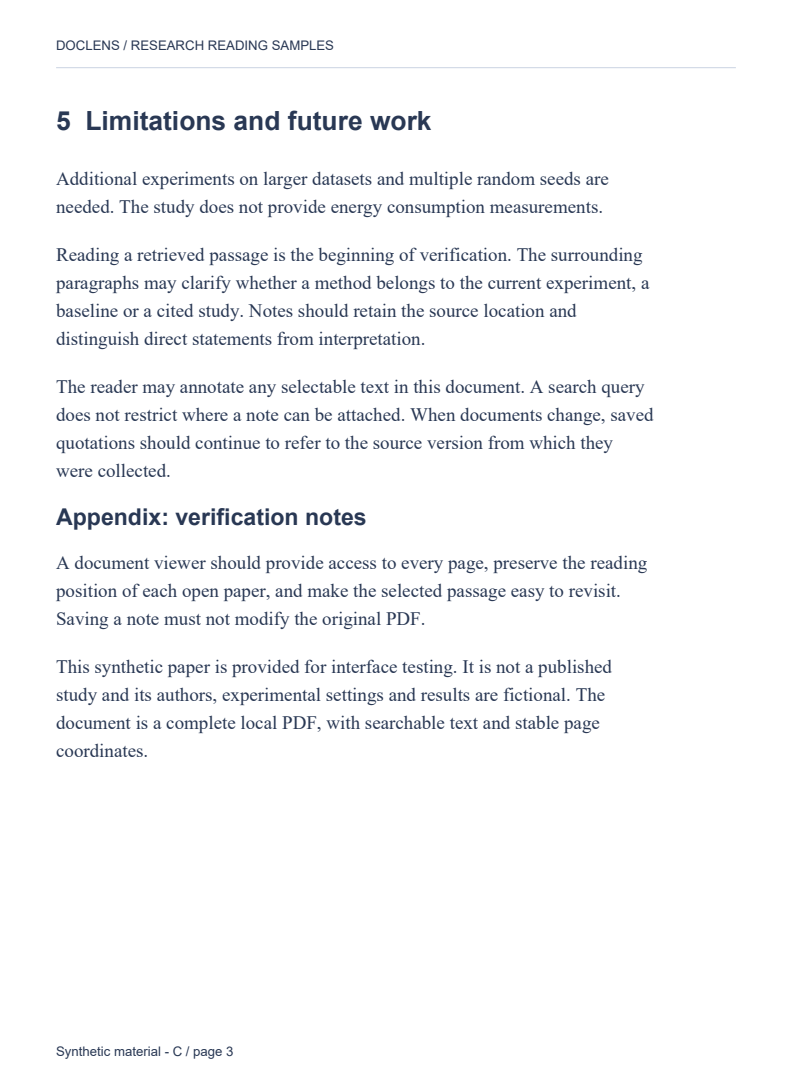 DOCLENS / RESEARCH READING SAMPLES
5 Limitations and future work
Additional experiments on larger datasets and multiple random seeds are
needed. The study does not provide energy consumption measurements.
Reading a retrieved passage is the beginning of verification. The surrounding
paragraphs may clarify whether a method belongs to the current experiment, a
baseline or a cited study. Notes should retain the source location and
distinguish direct statements from interpretation.
The reader may annotate any selectable text in this document. A search query
does not restrict where a note can be attached. When documents change, saved
quotations should continue to refer to the source version from which they
were collected.
Appendix: verification notes
A document viewer should provide access to every page, preserve the reading
position of each open paper, and make the selected passage easy to revisit.
Saving a note must not modify the original PDF.
This synthetic paper is provided for interface testing. It is not a published
study and its authors, experimental settings and results are fictional. The
document is a complete local PDF, with searchable text and stable page
coordinates.
Synthetic material - C / page 3